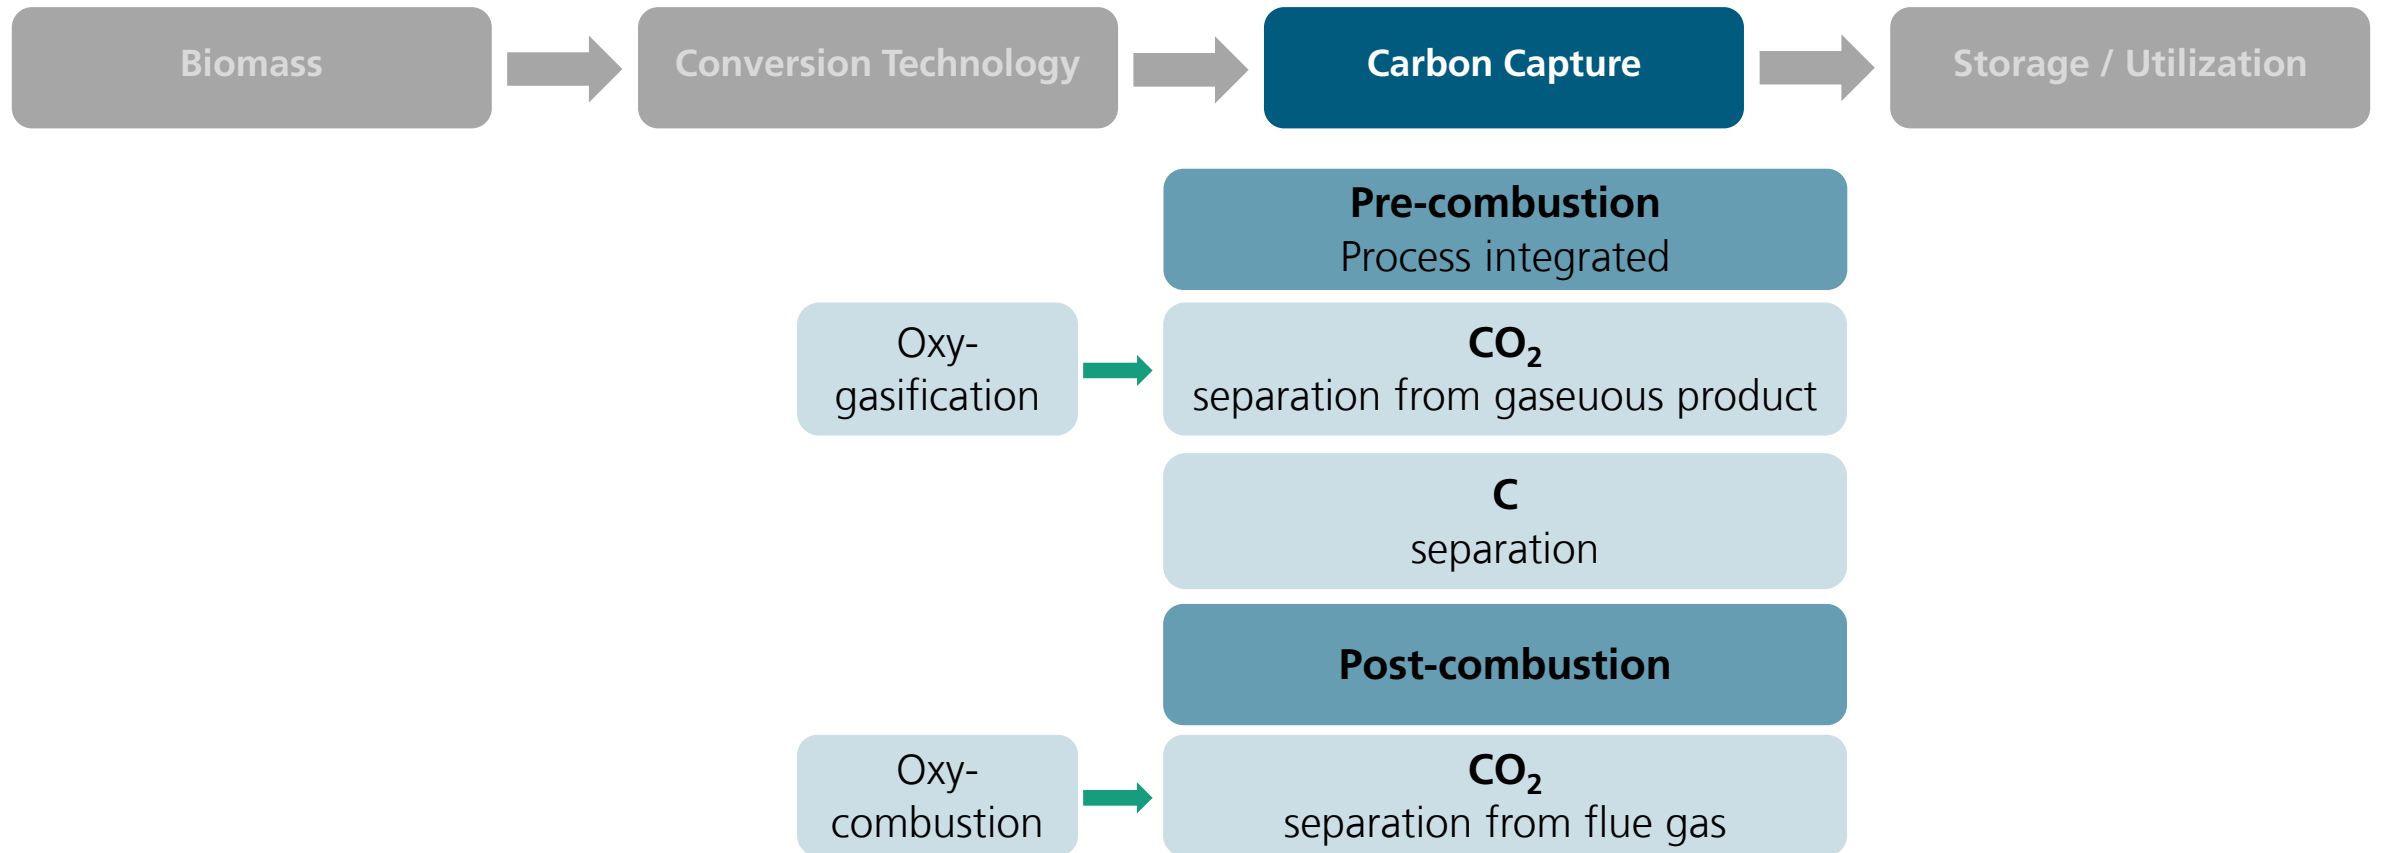 Biomass
Conversion Technology
Carbon Capture
Storage / Utilization
Pre-combustion
Process integrated
Oxy-
gasification
CO₂
separation from gaseuous product
C
separation
Post-combustion
Oxy-
combustion
CO₂
separation from flue gas